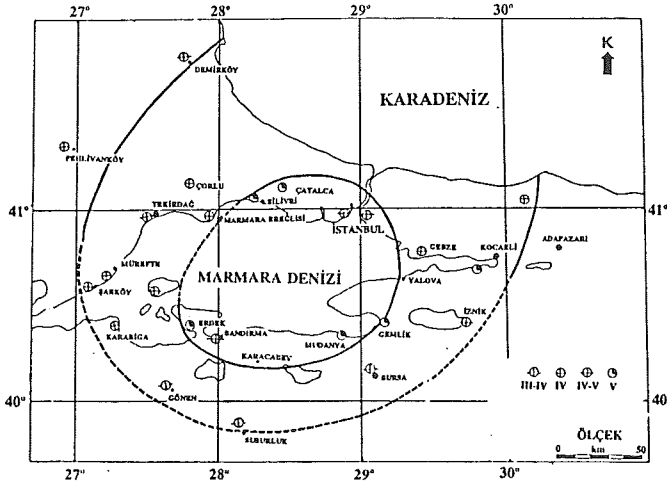 27° 28° 29° 30°
K
DEMİRKÖY
KARADENİZ
PEHLİVANKÖY
ÇORLU
ÇATALCA
SİLİVRİ
TEKİRDAĞ
41° 41°
MARMARA EREĞLİSİ
İSTANBUL
GEBZE
KOCAELİ
ADAPAZARI
MÜREFTE
MARMARA DENİZİ
YALOVA
ŞARKÖY
İZNİK
ERDEK
KARABİGA
BANDIRMA
MUDANYA
GEMLİK
KARACABEY
BURSA
III-IV IV IV-V V
GÖNEN
40° 40°
SUSURLUK
ÖLÇEK
0 km 50
27° 28° 29° 30°